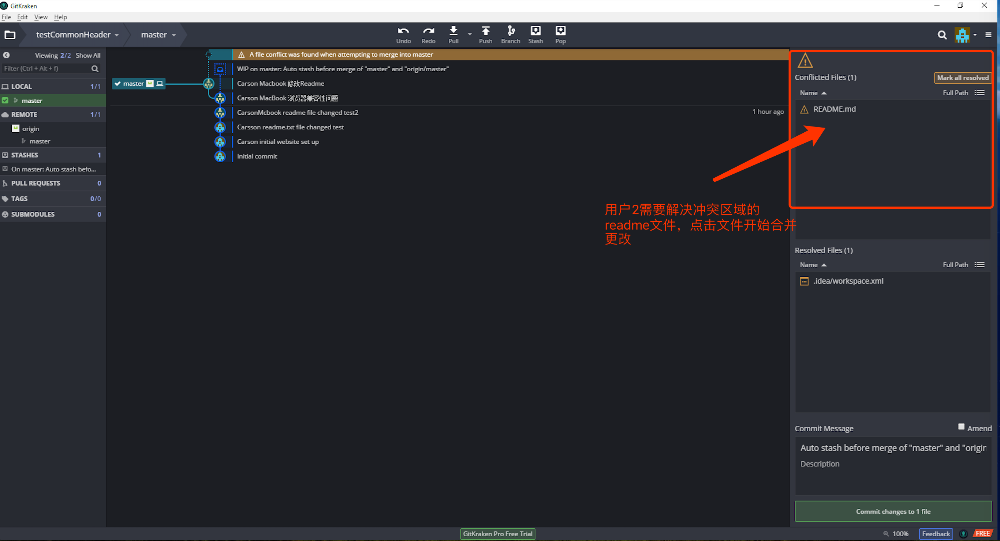 GitKraken
File Edit View Help
testCommonHeader master
Undo Redo Pull Push Branch Stash Pop
Viewing 2/2 Show All
Filter (Ctrl + Alt + f)
LOCAL 1/1
master
REMOTE 1/1
origin
master
STASHES 1
On master: Auto stash befo...
PULL REQUESTS 0
TAGS 0/0
SUBMODULES 0
A file conflict was found when attempting to merge into master
WIP on master: Auto stash before merge of "master" and "origin/master"
master Carson Macbook 修改Readme
Carson MacBook 浏览器兼容性问题
CarsonMcbook readme file changed test2 1 hour ago
Carsson readme.txt file changed test
Carson initial website set up
Initial commit
用户2需要解决冲突区域的
readme文件，点击文件开始合并
更改
Conflicted Files (1) Mark all resolved
Name Full Path
README.md
Resolved Files (1)
Name Full Path
.idea/workspace.xml
Commit Message Amend
Auto stash before merge of "master" and "origin
Description
Commit changes to 1 file
GitKraken Pro Free Trial 100% Feedback FREE